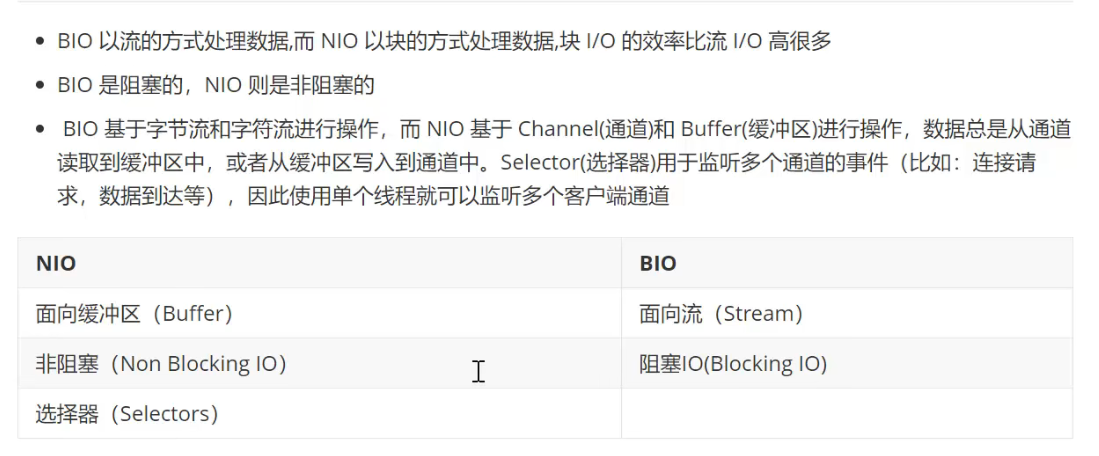 • BIO 以流的方式处理数据,而 NIO 以块的方式处理数据,块 I/O 的效率比流 I/O 高很多
• BIO 是阻塞的，NIO 则是非阻塞的
• BIO 基于字节流和字符流进行操作，而 NIO 基于 Channel(通道)和 Buffer(缓冲区)进行操作，数据总是从通道
读取到缓冲区中，或者从缓冲区写入到通道中。Selector(选择器)用于监听多个通道的事件（比如：连接请
求，数据到达等），因此使用单个线程就可以监听多个客户端通道
NIO BIO
面向缓冲区（Buffer） 面向流（Stream）
非阻塞（Non Blocking IO） 阻塞IO(Blocking IO)
选择器（Selectors）